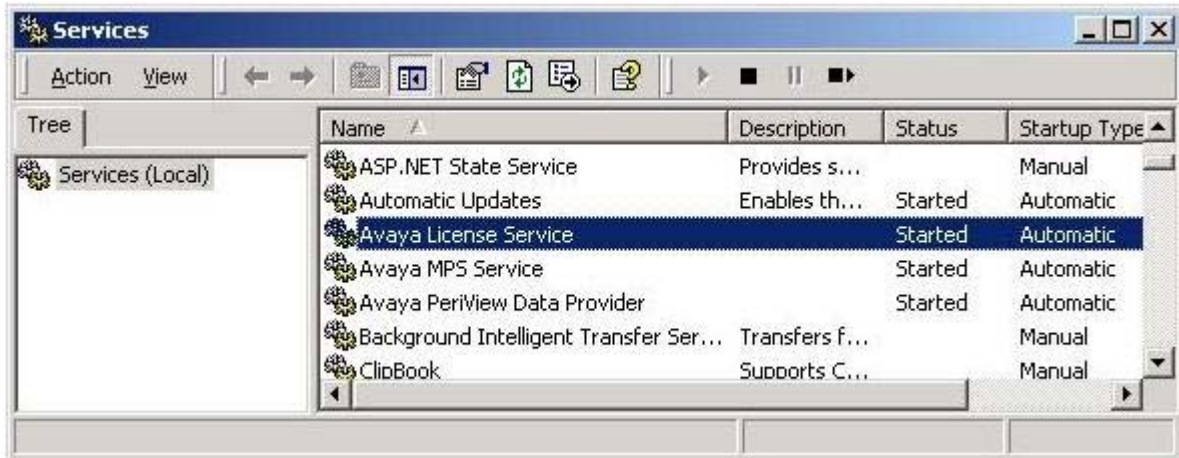 Services
Action View
Tree
Services (Local)
Name Description Status Startup Type
ASP.NET State Service Provides s... Manual
Automatic Updates Enables th... Started Automatic
Avaya License Service Started Automatic
Avaya MPS Service Started Automatic
Avaya PeriView Data Provider Started Automatic
Background Intelligent Transfer Ser... Transfers f... Manual
ClipBook Supports C... Manual